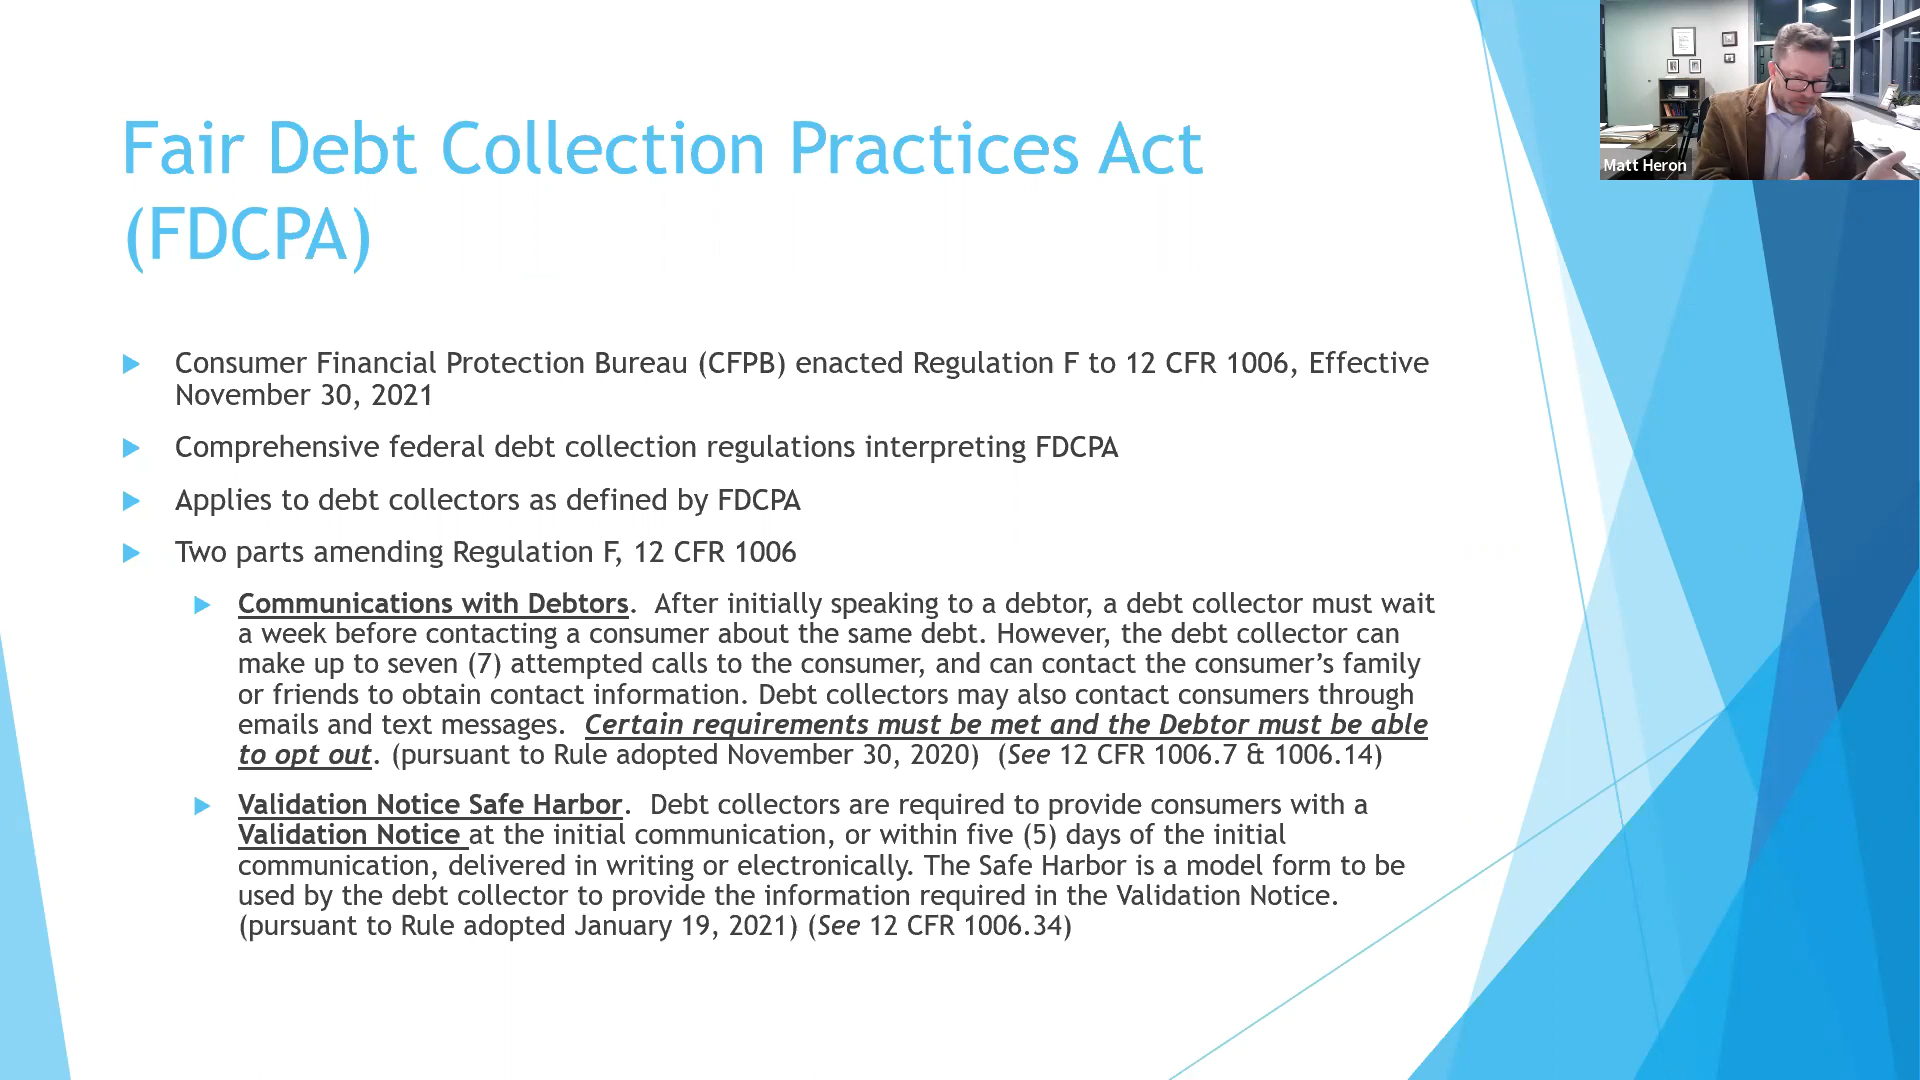 Fair Debt Collection Practices Act
(FDCPA)
Matt Heron
Consumer Financial Protection Bureau (CFPB) enacted Regulation F to 12 CFR 1006, Effective
November 30, 2021
Comprehensive federal debt collection regulations interpreting FDCPA
Applies to debt collectors as defined by FDCPA
Two parts amending Regulation F, 12 CFR 1006
Communications with Debtors. After initially speaking to a debtor, a debt collector must wait
a week before contacting a consumer about the same debt. However, the debt collector can
make up to seven (7) attempted calls to the consumer, and can contact the consumer’s family
or friends to obtain contact information. Debt collectors may also contact consumers through
emails and text messages. Certain requirements must be met and the Debtor must be able
to opt out. (pursuant to Rule adopted November 30, 2020) (See 12 CFR 1006.7 & 1006.14)
Validation Notice Safe Harbor. Debt collectors are required to provide consumers with a
Validation Notice at the initial communication, or within five (5) days of the initial
communication, delivered in writing or electronically. The Safe Harbor is a model form to be
used by the debt collector to provide the information required in the Validation Notice.
(pursuant to Rule adopted January 19, 2021) (See 12 CFR 1006.34)